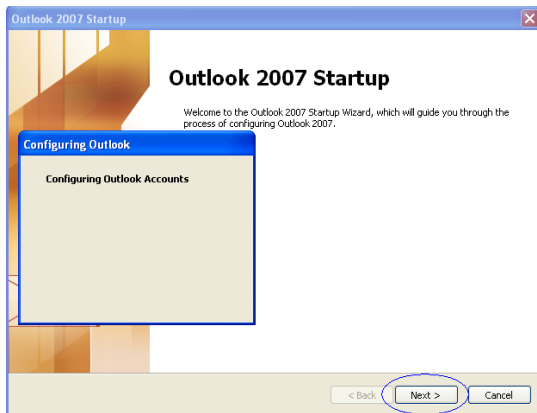 Outlook 2007 Startup
Outlook 2007 Startup
Welcome to the Outlook 2007 Startup Wizard, which will guide you through the
process of configuring Outlook 2007.
Configuring Outlook
Configuring Outlook Accounts
< Back
Next >
Cancel